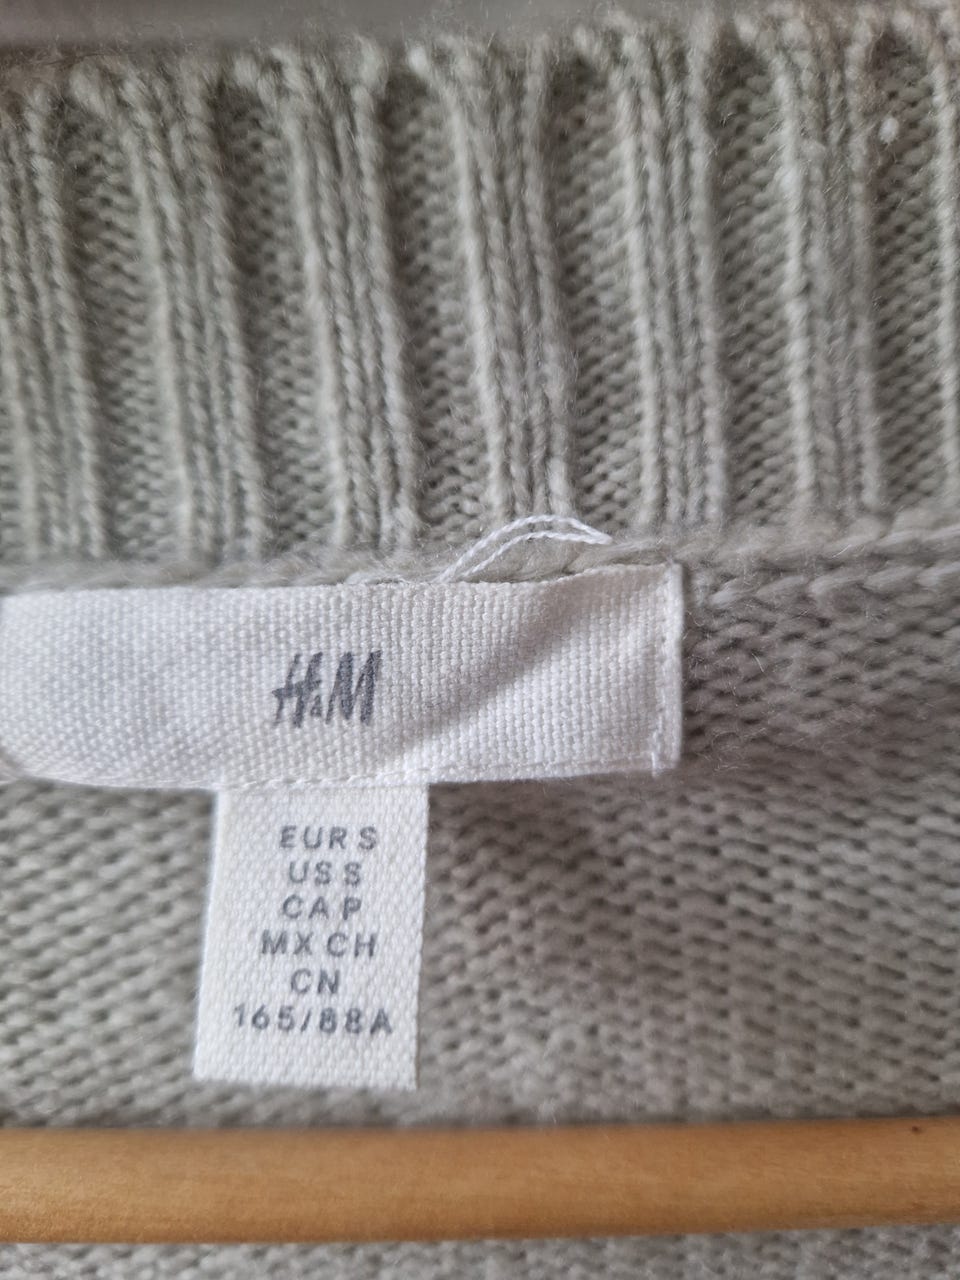 H&M
EUR S
US S
CA P
MX CH
CN
165/88A